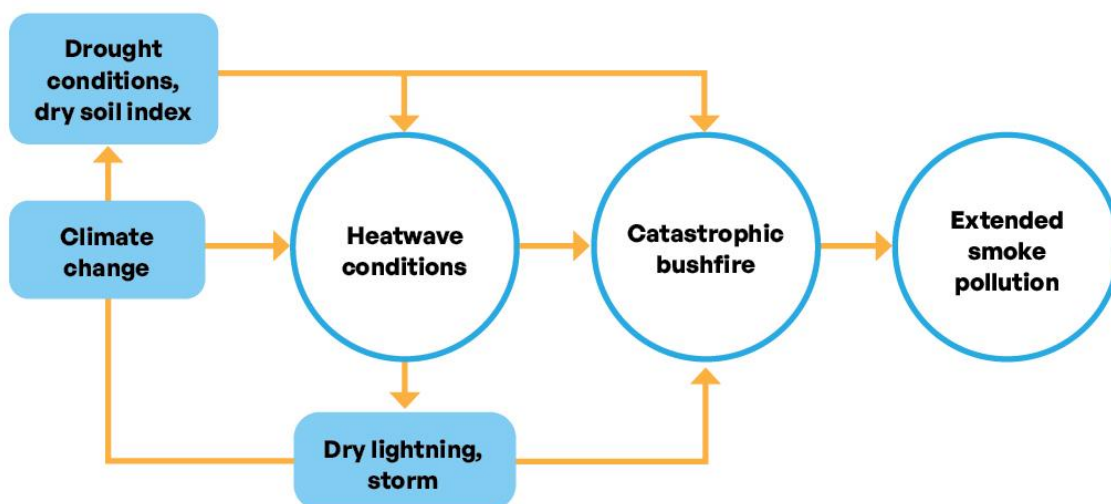 Drought
conditions,
dry soil index
Climate
change
Heatwave
conditions
Catastrophic
bushfire
Extended
smoke
pollution
Dry lightning,
storm